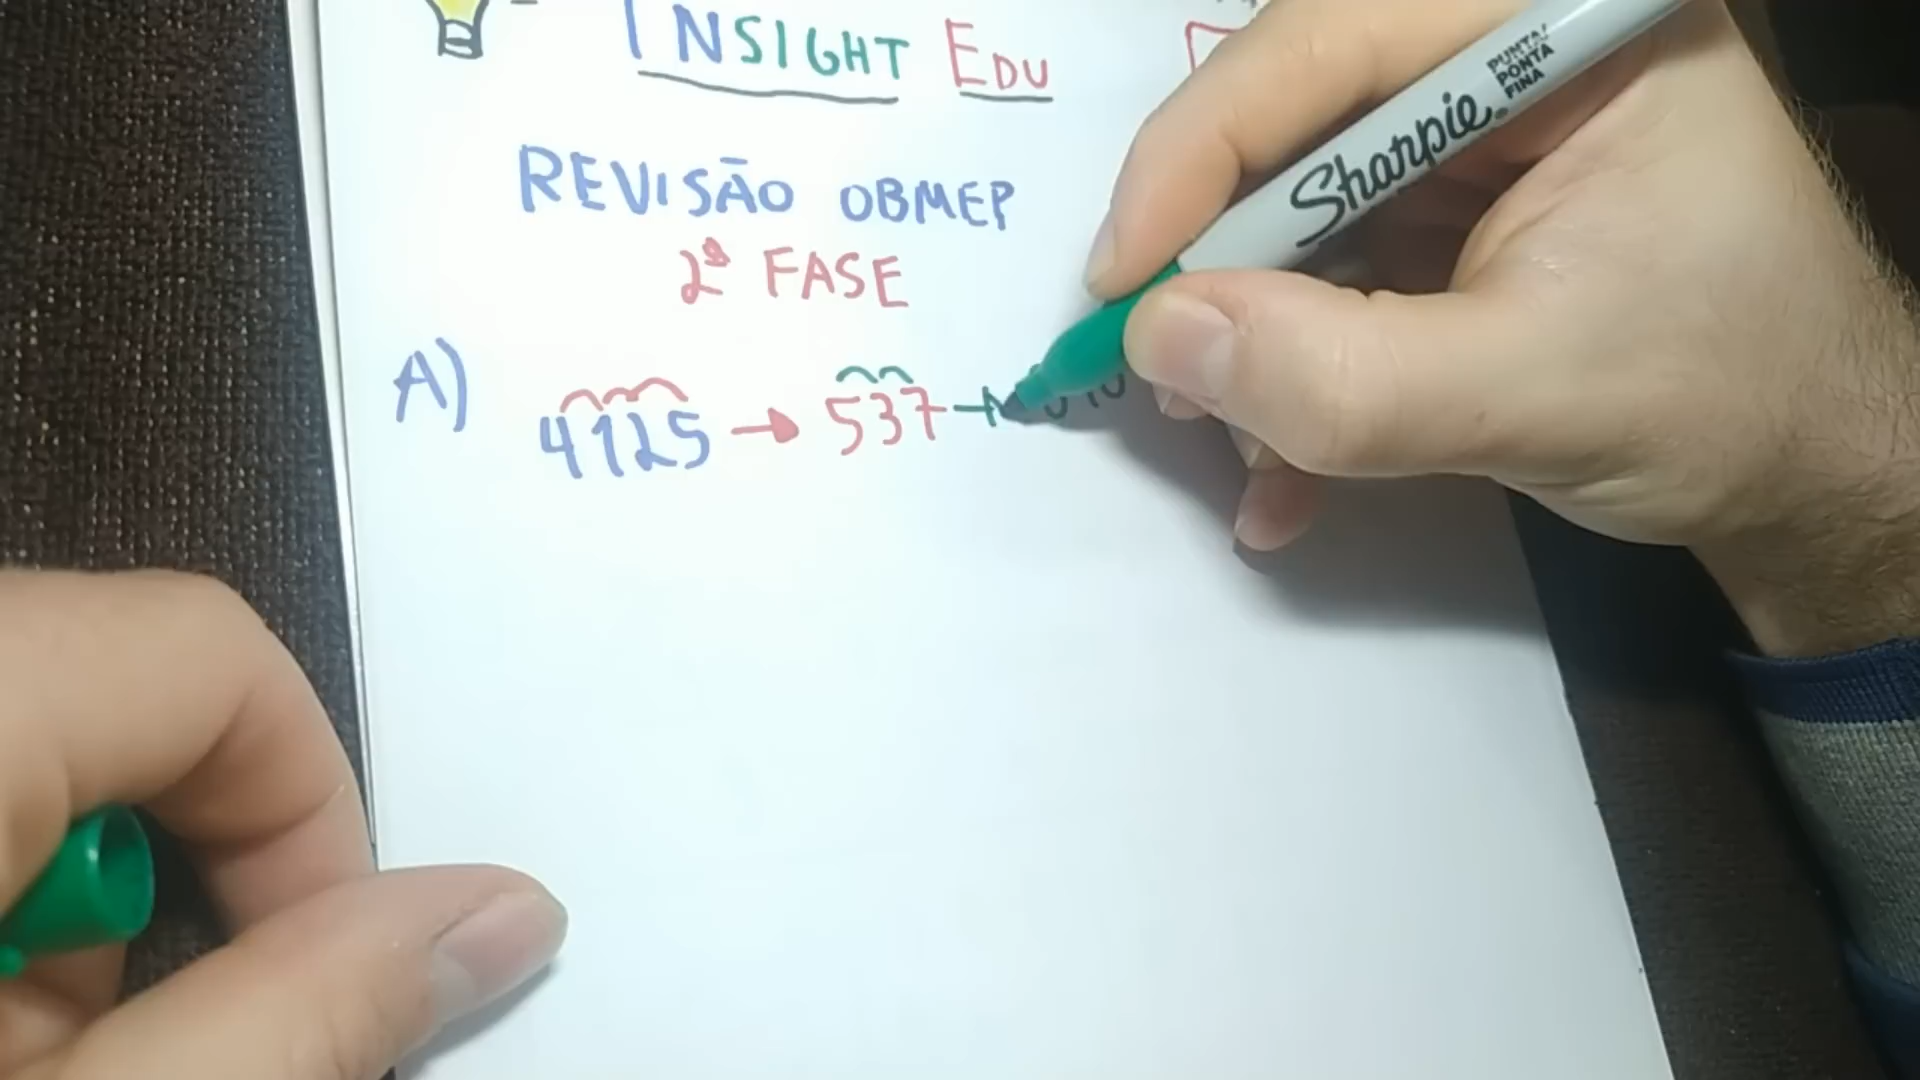 INSIGHT EDU
REVISÃO OBMEP
2ª FASE
A) 4125 → 537 →
Sharpie.
PUNTA/
PONTA
FINA